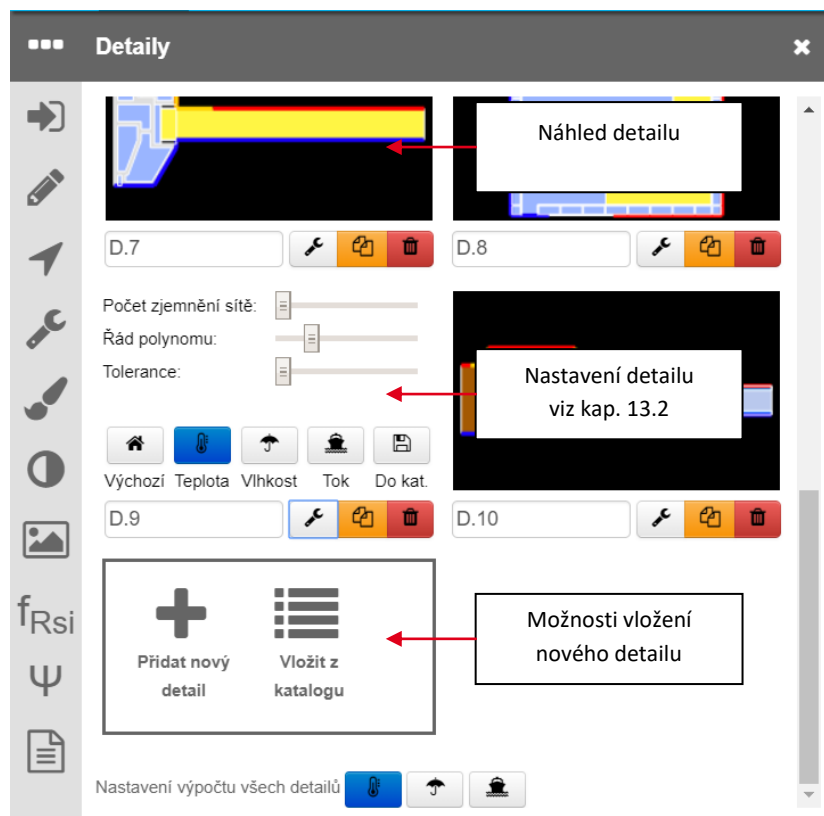 Detaily
Náhled detailu
D.7
D.8
Počet zjemnění sítě:
Řád polynomu:
Tolerance:
Nastavení detailu
viz kap. 13.2
Výchozí Teplota Vlhkost Tok Do kat.
D.9
D.10
Přidat nový
detail
Vložit z
katalogu
Možnosti vložení
nového detailu
fRsi
Ψ
Nastavení výpočtu všech detailů